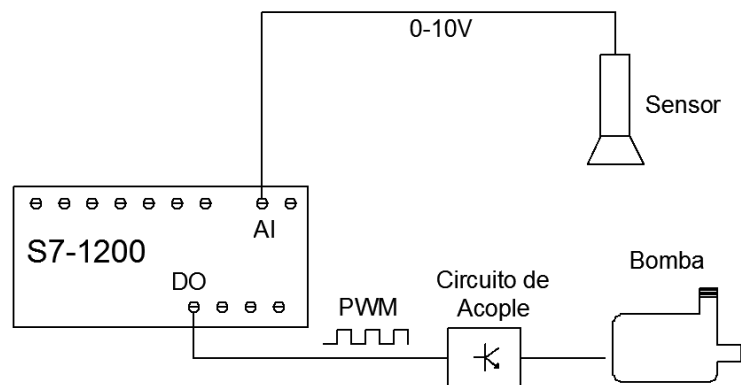 0-10V
Sensor
AI
S7-1200
DO
PWM
Circuito de
Acople
Bomba